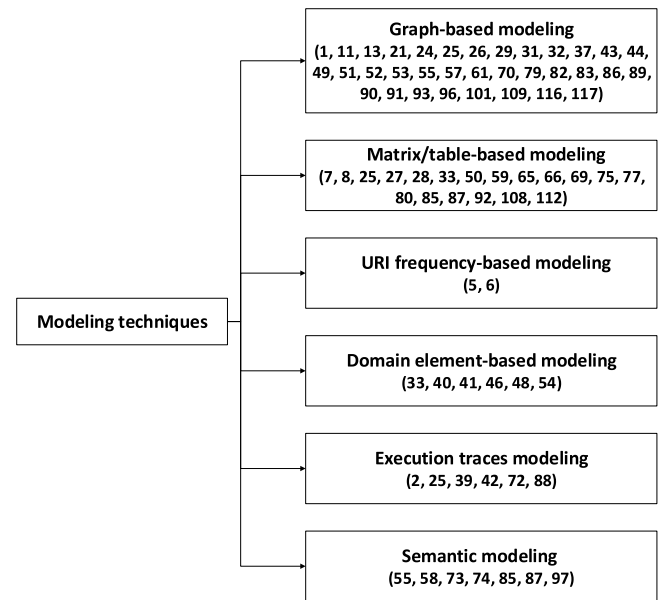 Graph-based modeling
(1, 11, 13, 21, 24, 25, 26, 29, 31, 32, 37, 43, 44,
49, 51, 52, 53, 55, 57, 61, 70, 79, 82, 83, 86, 89,
90, 91, 93, 96, 101, 109, 116, 117)
Matrix/table-based modeling
(7, 8, 25, 27, 28, 33, 50, 59, 65, 66, 69, 75, 77,
80, 85, 87, 92, 108, 112)
URI frequency-based modeling
(5, 6)
Modeling techniques
Domain element-based modeling
(33, 40, 41, 46, 48, 54)
Execution traces modeling
(2, 25, 39, 42, 72, 88)
Semantic modeling
(55, 58, 73, 74, 85, 87, 97)